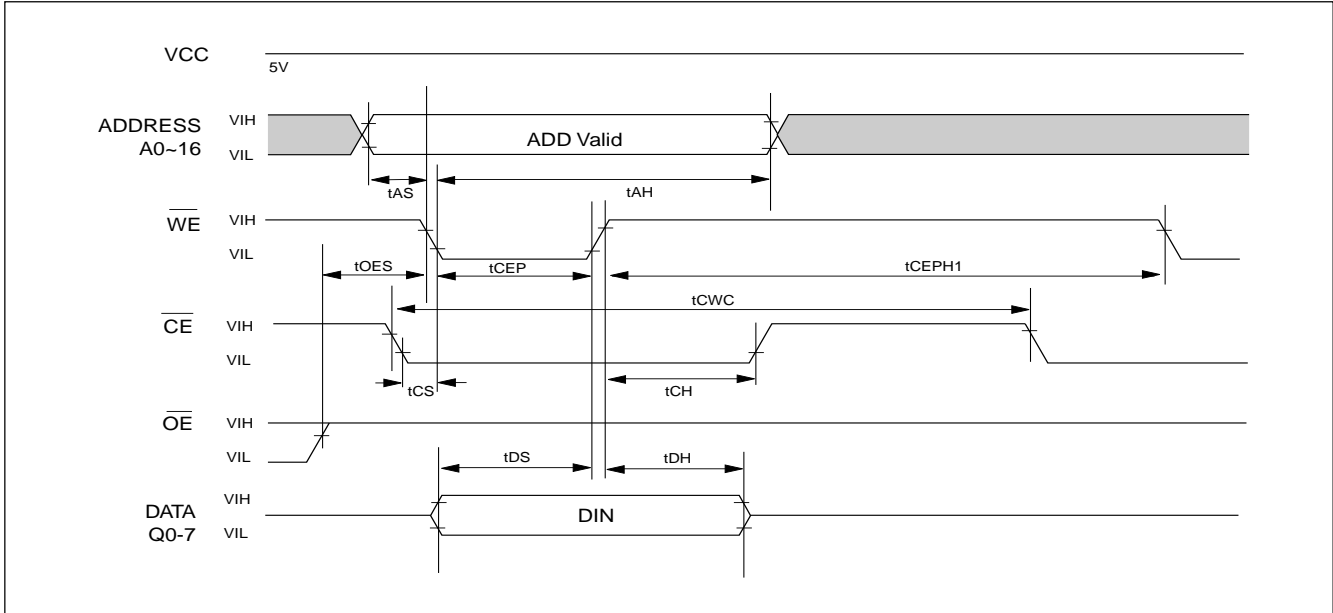 VCC
5V
ADDRESS
A0~16
VIH
VIL
ADD Valid
tAS
tAH
WE
VIH
VIL
tOES
tCEP
tCEPH1
tCWC
CE
VIH
VIL
tCS
tCH
OE
VIH
VIL
tDS
tDH
DATA
Q0-7
VIH
VIL
DIN